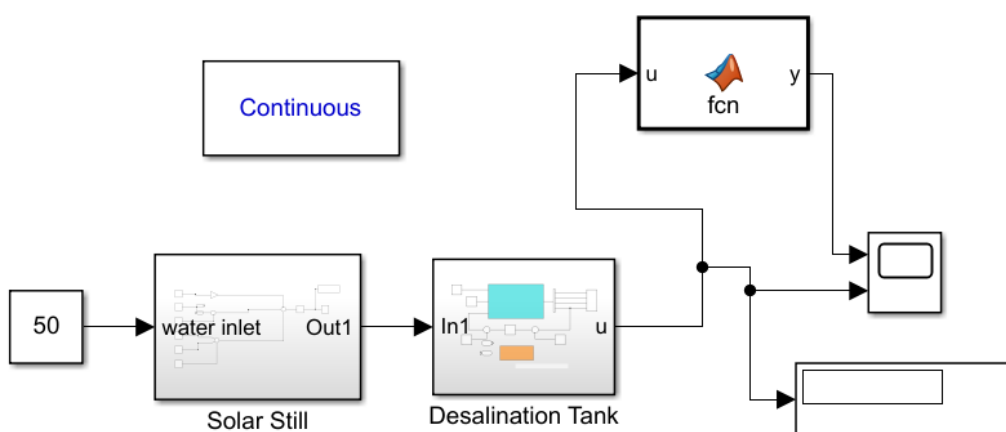 Continuous
u
y
fcn
50
water inlet
Out1
In1
u
Solar Still
Desalination Tank